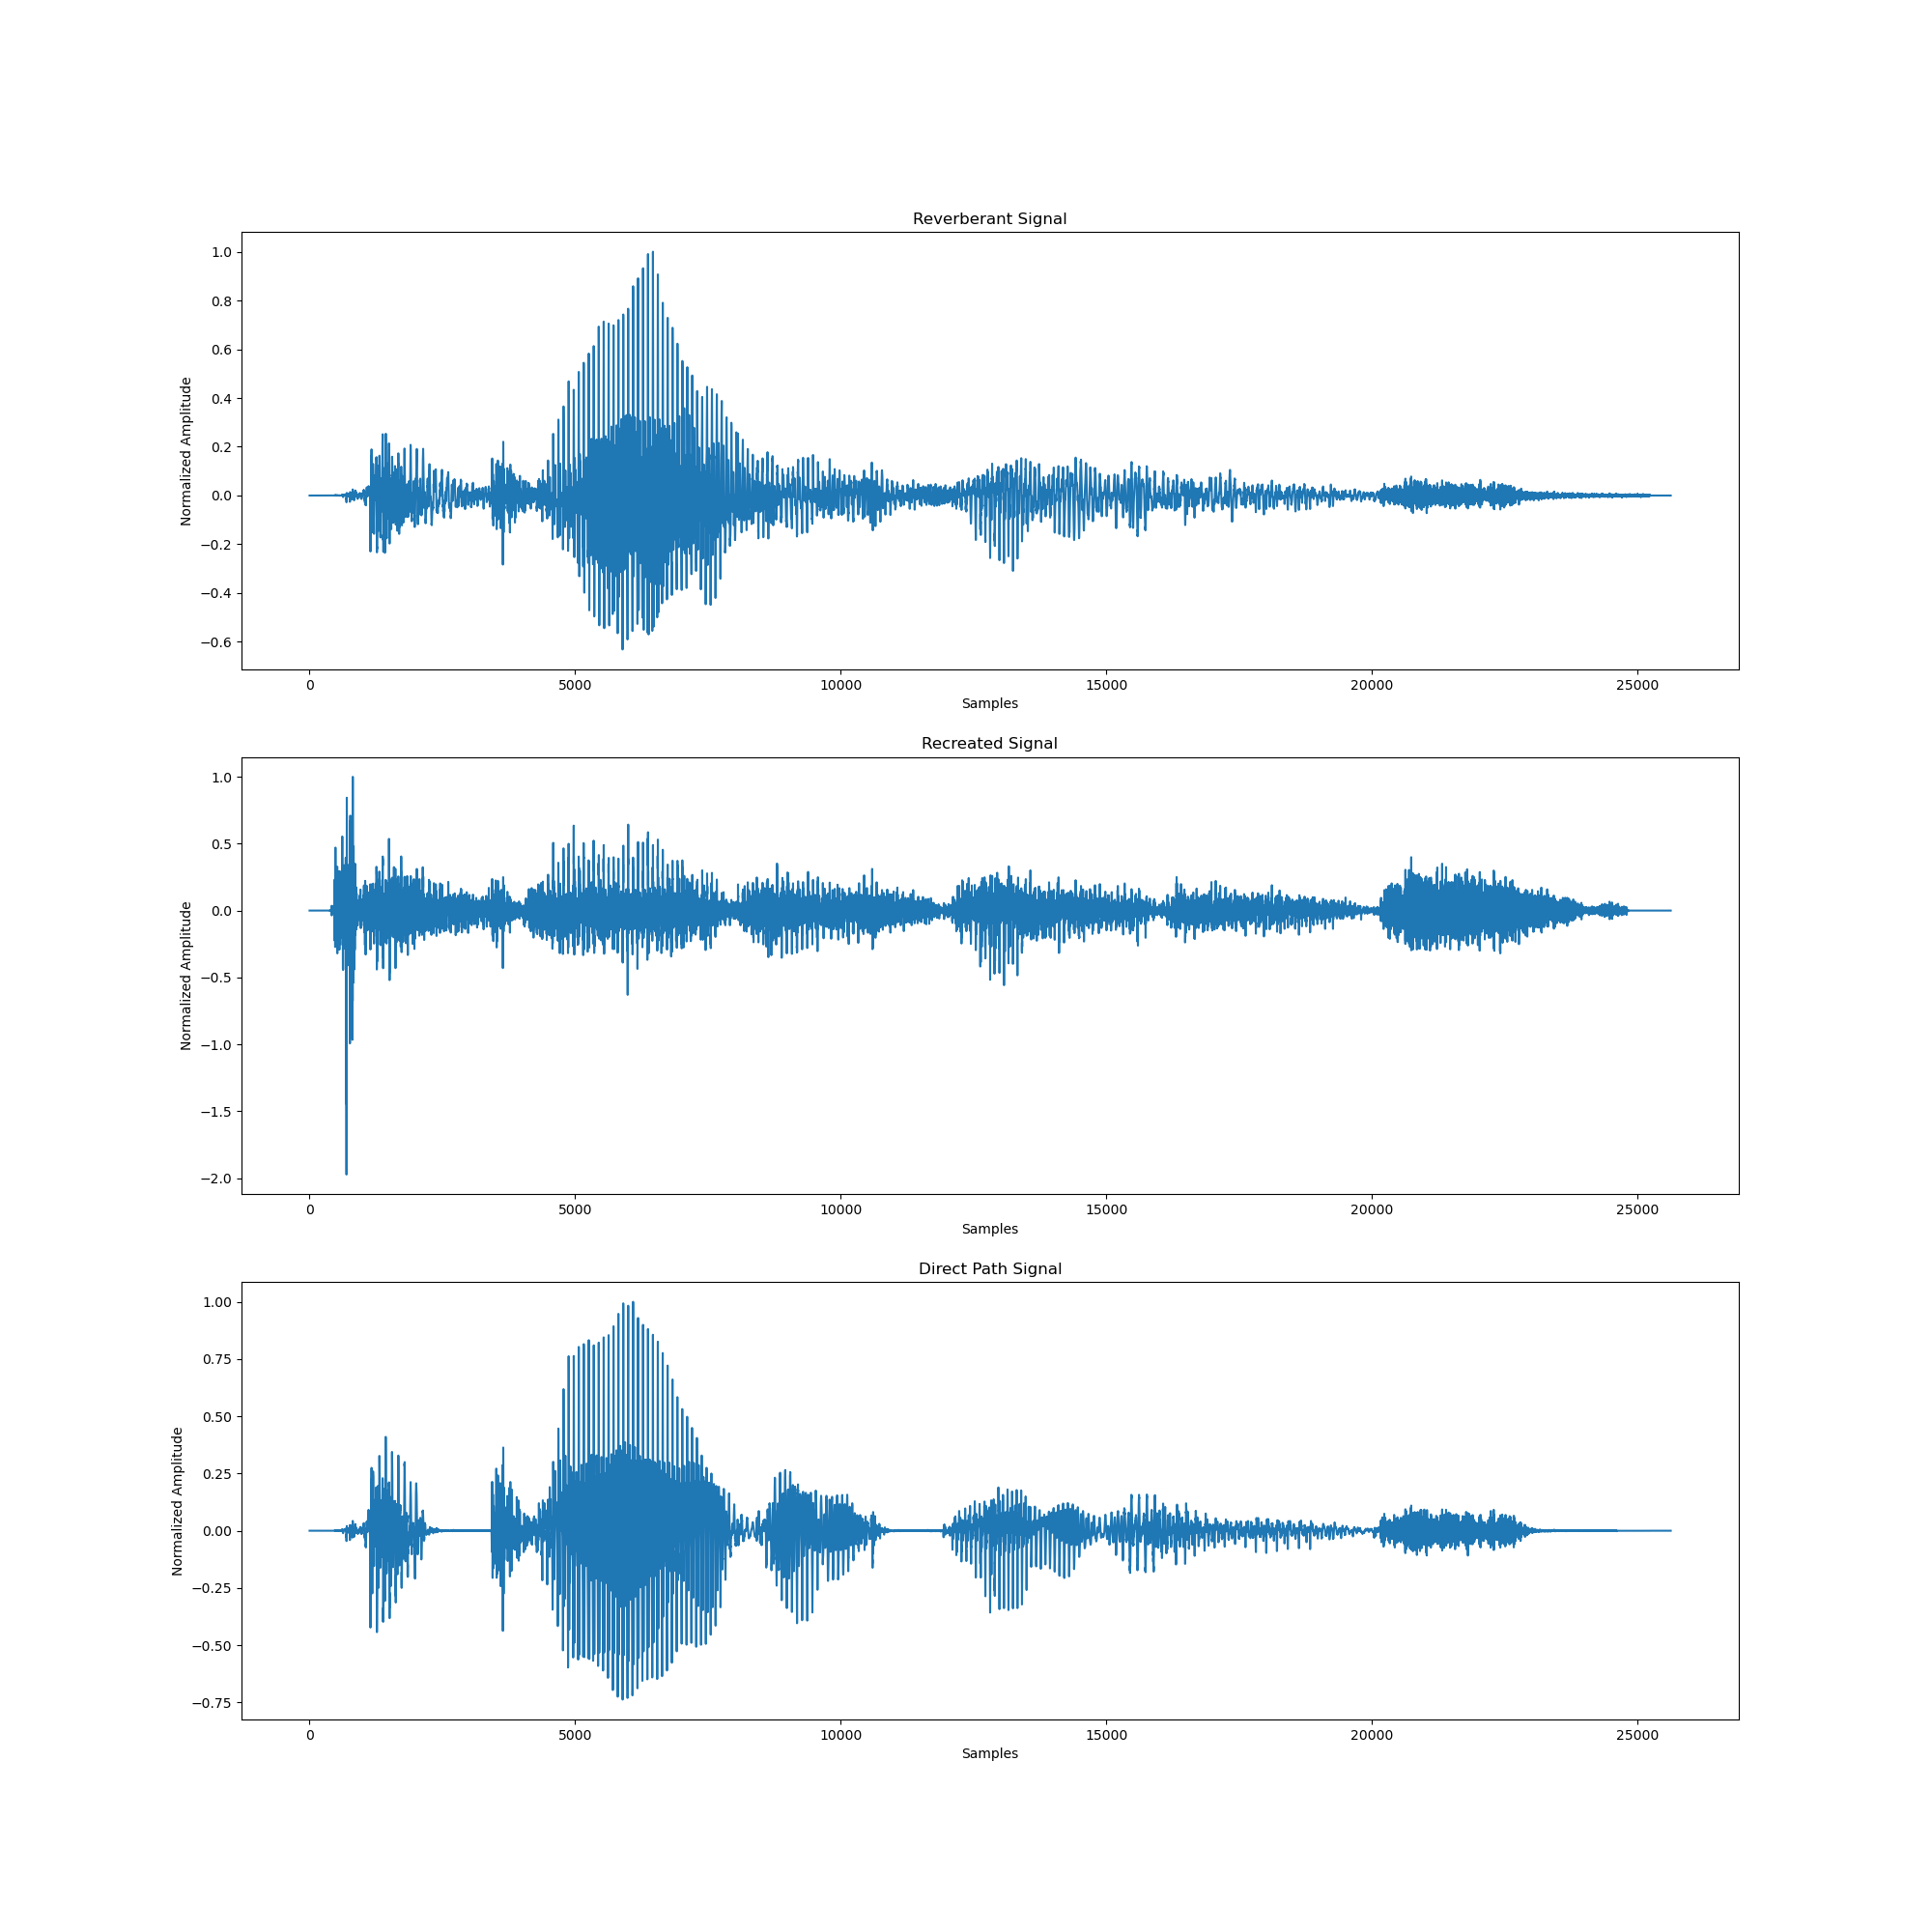 Reverberant Signal
1.0
0.8
0.6
0.4
0.2
0.0
−0.2
−0.4
−0.6
Normalized Amplitude
0 5000 10000 15000 20000 25000
Samples
Recreated Signal
1.0
0.5
0.0
−0.5
−1.0
−1.5
−2.0
Normalized Amplitude
0 5000 10000 15000 20000 25000
Samples
Direct Path Signal
1.00
0.75
0.50
0.25
0.00
−0.25
−0.50
−0.75
Normalized Amplitude
0 5000 10000 15000 20000 25000
Samples